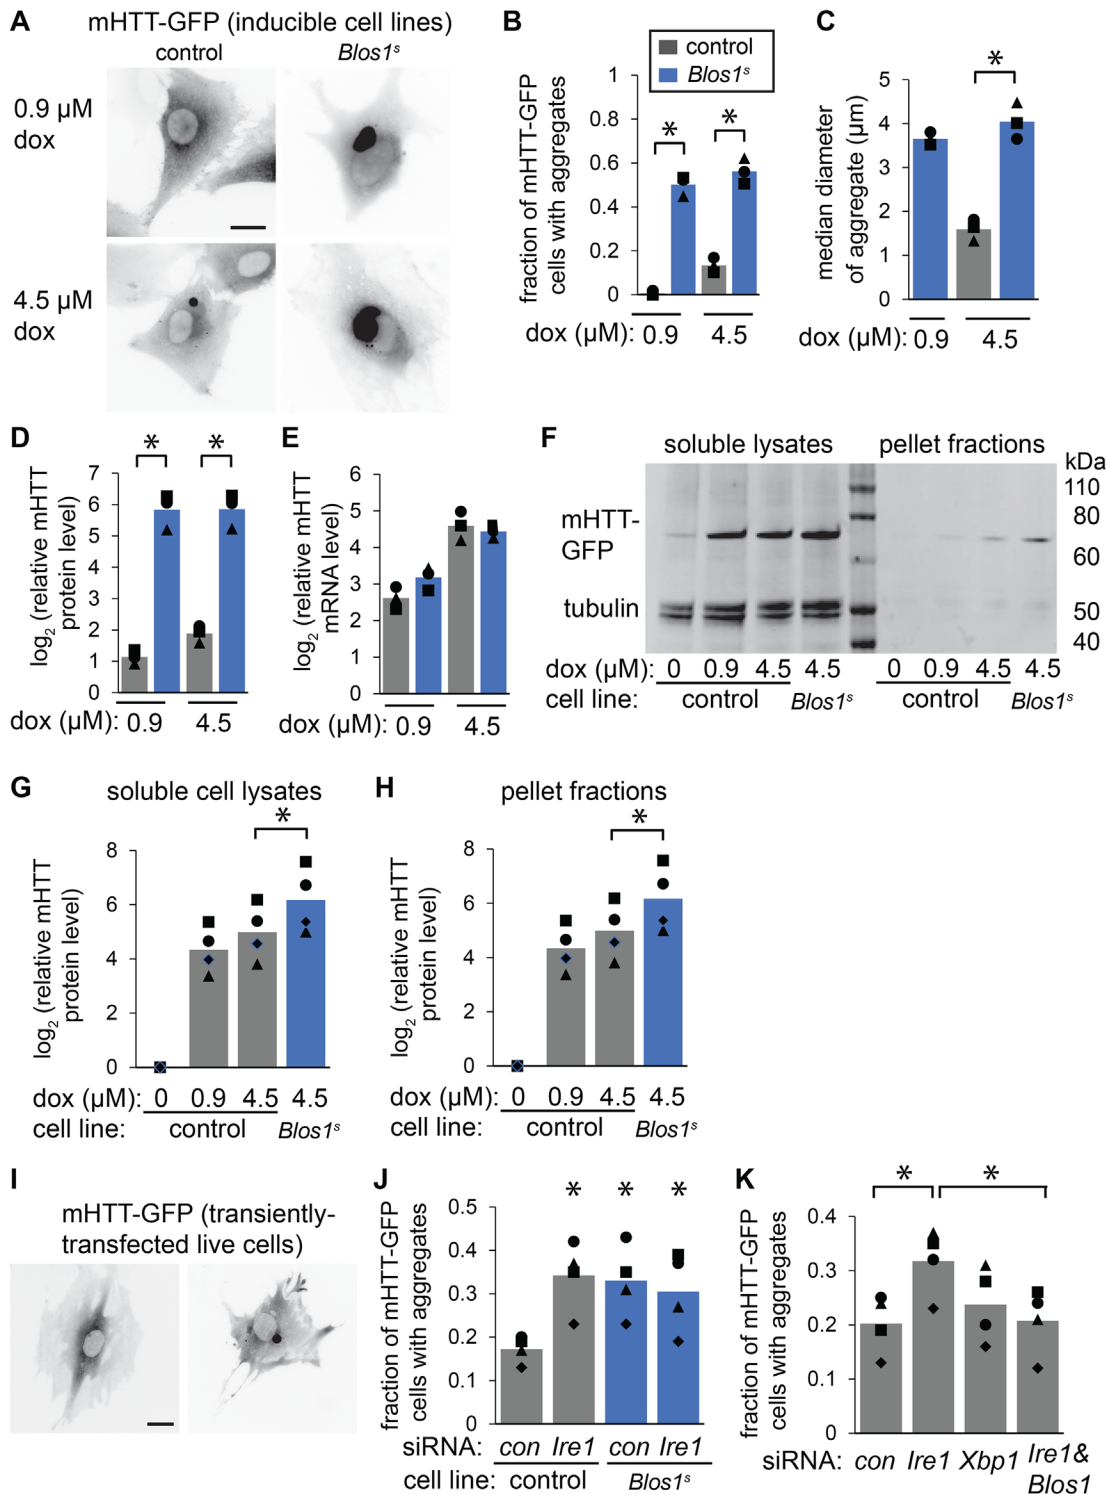 A
mHTT-GFP (inducible cell lines)
control
Blos1ˢ
0.9 µM
dox
4.5 µM
dox
B
control
Blos1ˢ
fraction of mHTT-GFP
cells with aggregates
1
0.8
0.6
0.4
0.2
0
*
*
dox (µM):
0.9
4.5
C
median diameter
of aggregate (µm)
5
4
3
2
1
0
*
dox (µM):
0.9
4.5
D
log₂ (relative mHTT
protein level)
7
6
5
4
3
2
1
0
*
*
dox (µM):
0.9
4.5
E
log₂ (relative mHTT
mRNA level)
6
5
4
3
2
1
0
dox (µM):
0.9
4.5
F
soluble lysates
pellet fractions
kDa
110
80
60
50
40
mHTT-
GFP
tubulin
dox (µM): 0 0.9 4.5 4.5 0 0.9 4.5 4.5
cell line: control Blos1ˢ control Blos1ˢ
G
soluble cell lysates
log₂ (relative mHTT
protein level)
8
6
4
2
0
*
dox (µM): 0 0.9 4.5 4.5
cell line: control Blos1ˢ
H
pellet fractions
log₂ (relative mHTT
protein level)
8
6
4
2
0
*
dox (µM): 0 0.9 4.5 4.5
cell line: control Blos1ˢ
I
mHTT-GFP (transiently-
transfected live cells)
J
fraction of mHTT-GFP
cells with aggregates
0.5
0.4
0.3
0.2
0.1
0
*
*
*
siRNA: con Ire1 con Ire1
cell line: control Blos1ˢ
K
fraction of mHTT-GFP
cells with aggregates
0.4
0.3
0.2
0.1
0
*
*
siRNA: con Ire1 Xbp1 Ire1&
Blos1